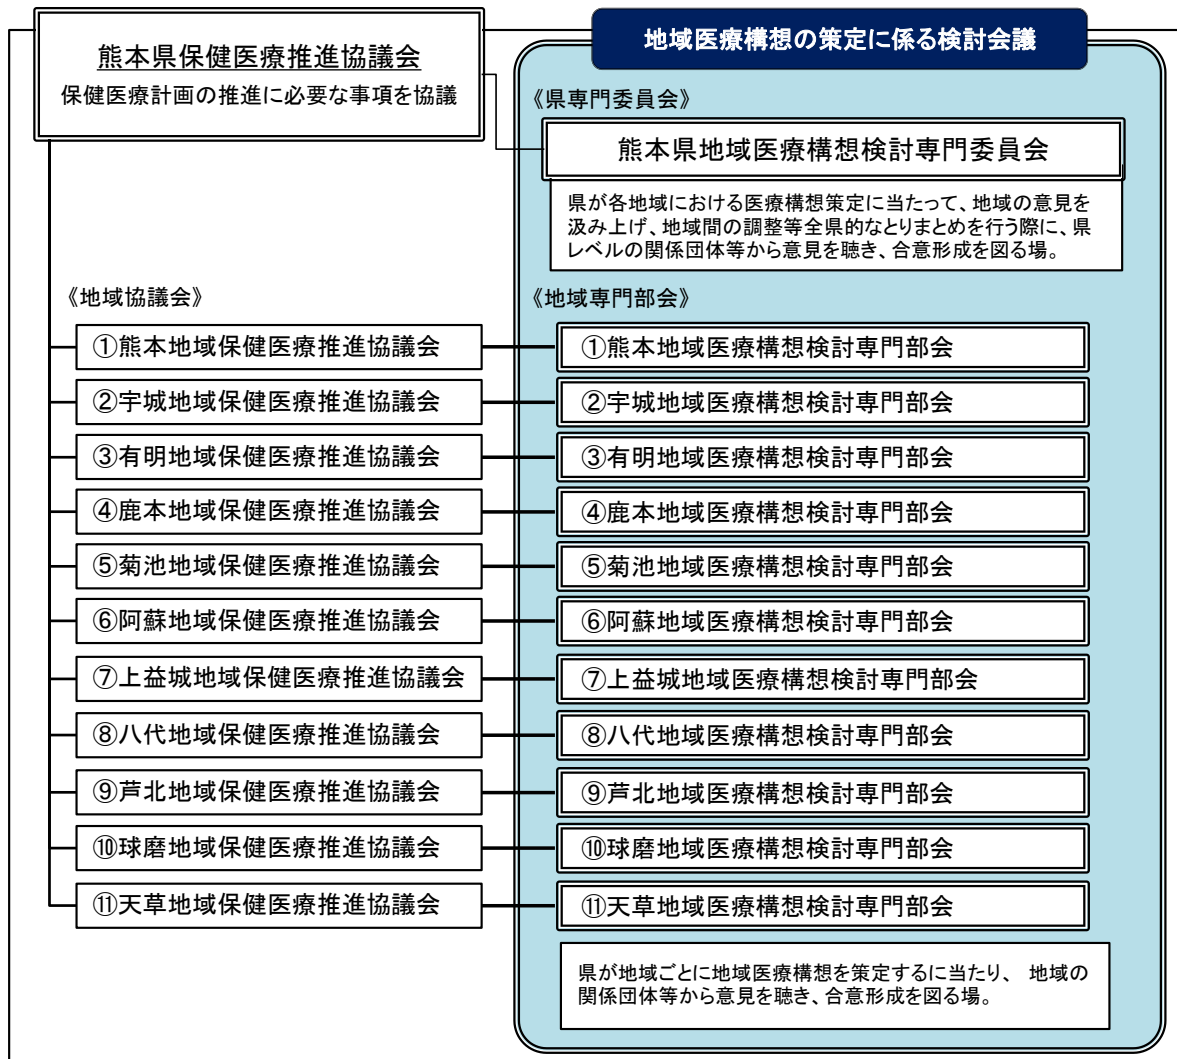 熊本県保健医療推進協議会
保健医療計画の推進に必要な事項を協議
地域医療構想の策定に係る検討会議
《県専門委員会》
熊本県地域医療構想検討専門委員会
県が各地域における医療構想策定に当たって、地域の意見を
汲み上げ、地域間の調整等全県的なとりまとめを行う際に、県
レベルの関係団体等から意見を聴き、合意形成を図る場。
《地域協議会》
①熊本地域保健医療推進協議会
②宇城地域保健医療推進協議会
③有明地域保健医療推進協議会
④鹿本地域保健医療推進協議会
⑤菊池地域保健医療推進協議会
⑥阿蘇地域保健医療推進協議会
⑦上益城地域保健医療推進協議会
⑧八代地域保健医療推進協議会
⑨芦北地域保健医療推進協議会
⑩球磨地域保健医療推進協議会
⑪天草地域保健医療推進協議会
《地域専門部会》
①熊本地域医療構想検討専門部会
②宇城地域医療構想検討専門部会
③有明地域医療構想検討専門部会
④鹿本地域医療構想検討専門部会
⑤菊池地域医療構想検討専門部会
⑥阿蘇地域医療構想検討専門部会
⑦上益城地域医療構想検討専門部会
⑧八代地域医療構想検討専門部会
⑨芦北地域医療構想検討専門部会
⑩球磨地域医療構想検討専門部会
⑪天草地域医療構想検討専門部会
県が地域ごとに地域医療構想を策定するに当たり、 地域の
関係団体等から意見を聴き、合意形成を図る場。